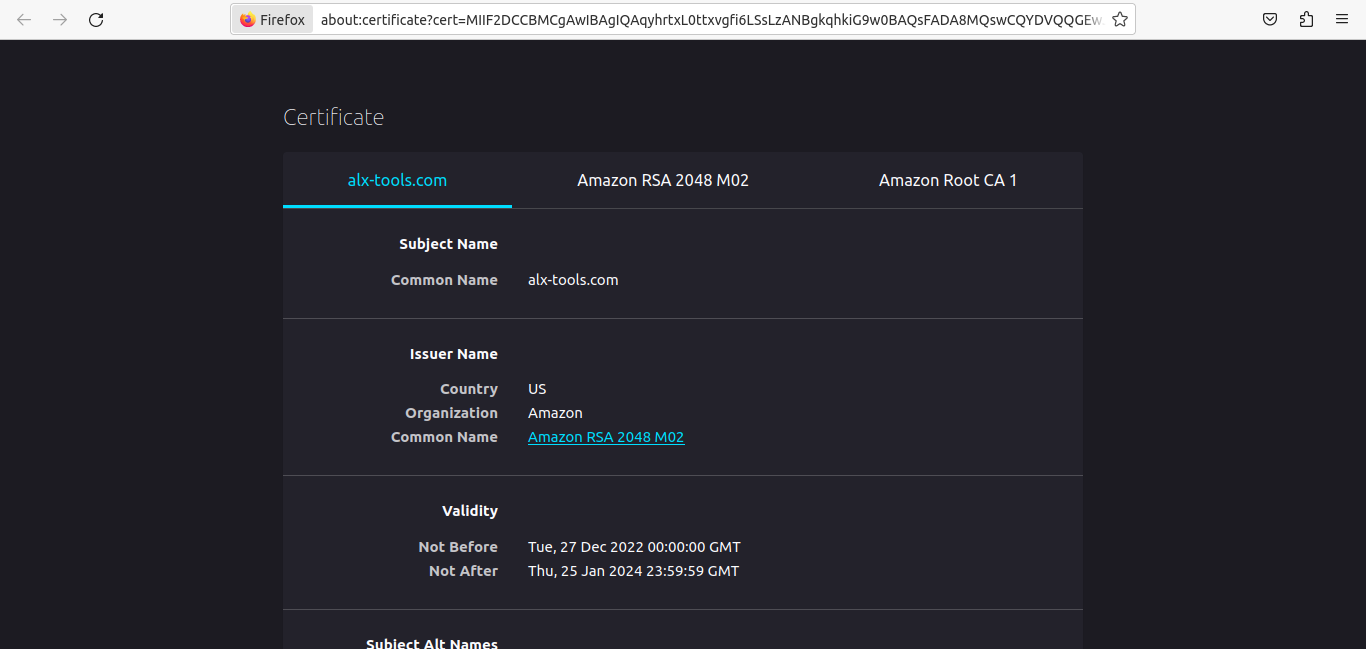 Firefox about:certificate?cert=MIIF2DCCBMCgAwIBAgIQAqyhrtxL0ttxvgfi6LSsLzANBgkqhkiG9w0BAQsFADA8MQswCQYDVQQGEw
Certificate
alx-tools.com Amazon RSA 2048 M02 Amazon Root CA 1
Subject Name
Common Name alx-tools.com
Issuer Name
Country US
Organization Amazon
Common Name Amazon RSA 2048 M02
Validity
Not Before Tue, 27 Dec 2022 00:00:00 GMT
Not After Thu, 25 Jan 2024 23:59:59 GMT
Subject Alt Names